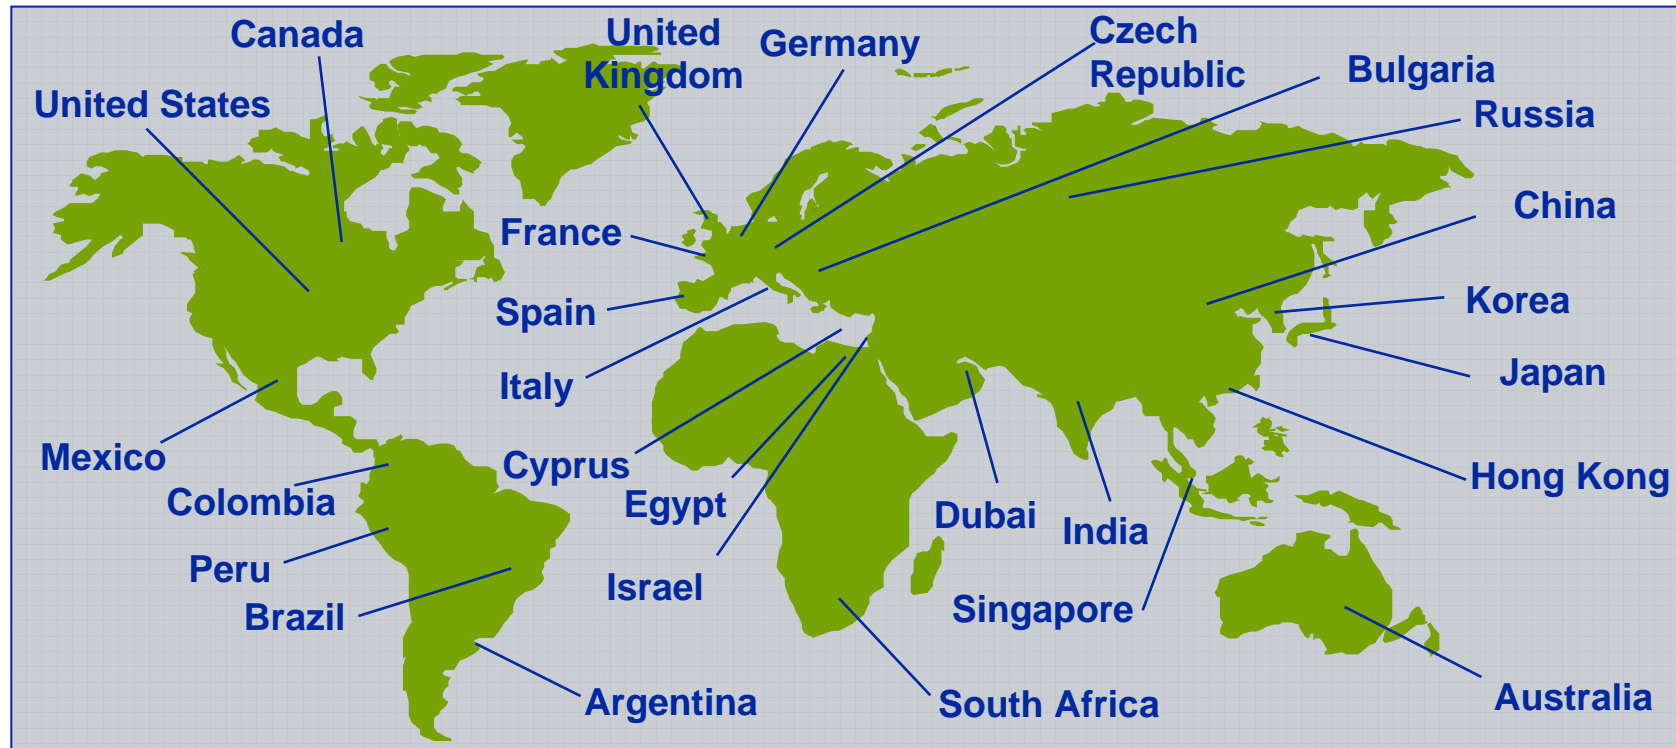 Canada
United States
United
Kingdom
Germany
Czech
Republic
Bulgaria
Russia
China
France
Spain
Korea
Italy
Japan
Mexico
Cyprus
Colombia
Egypt
Dubai
India
Hong Kong
Peru
Brazil
Israel
Singapore
Argentina
South Africa
Australia